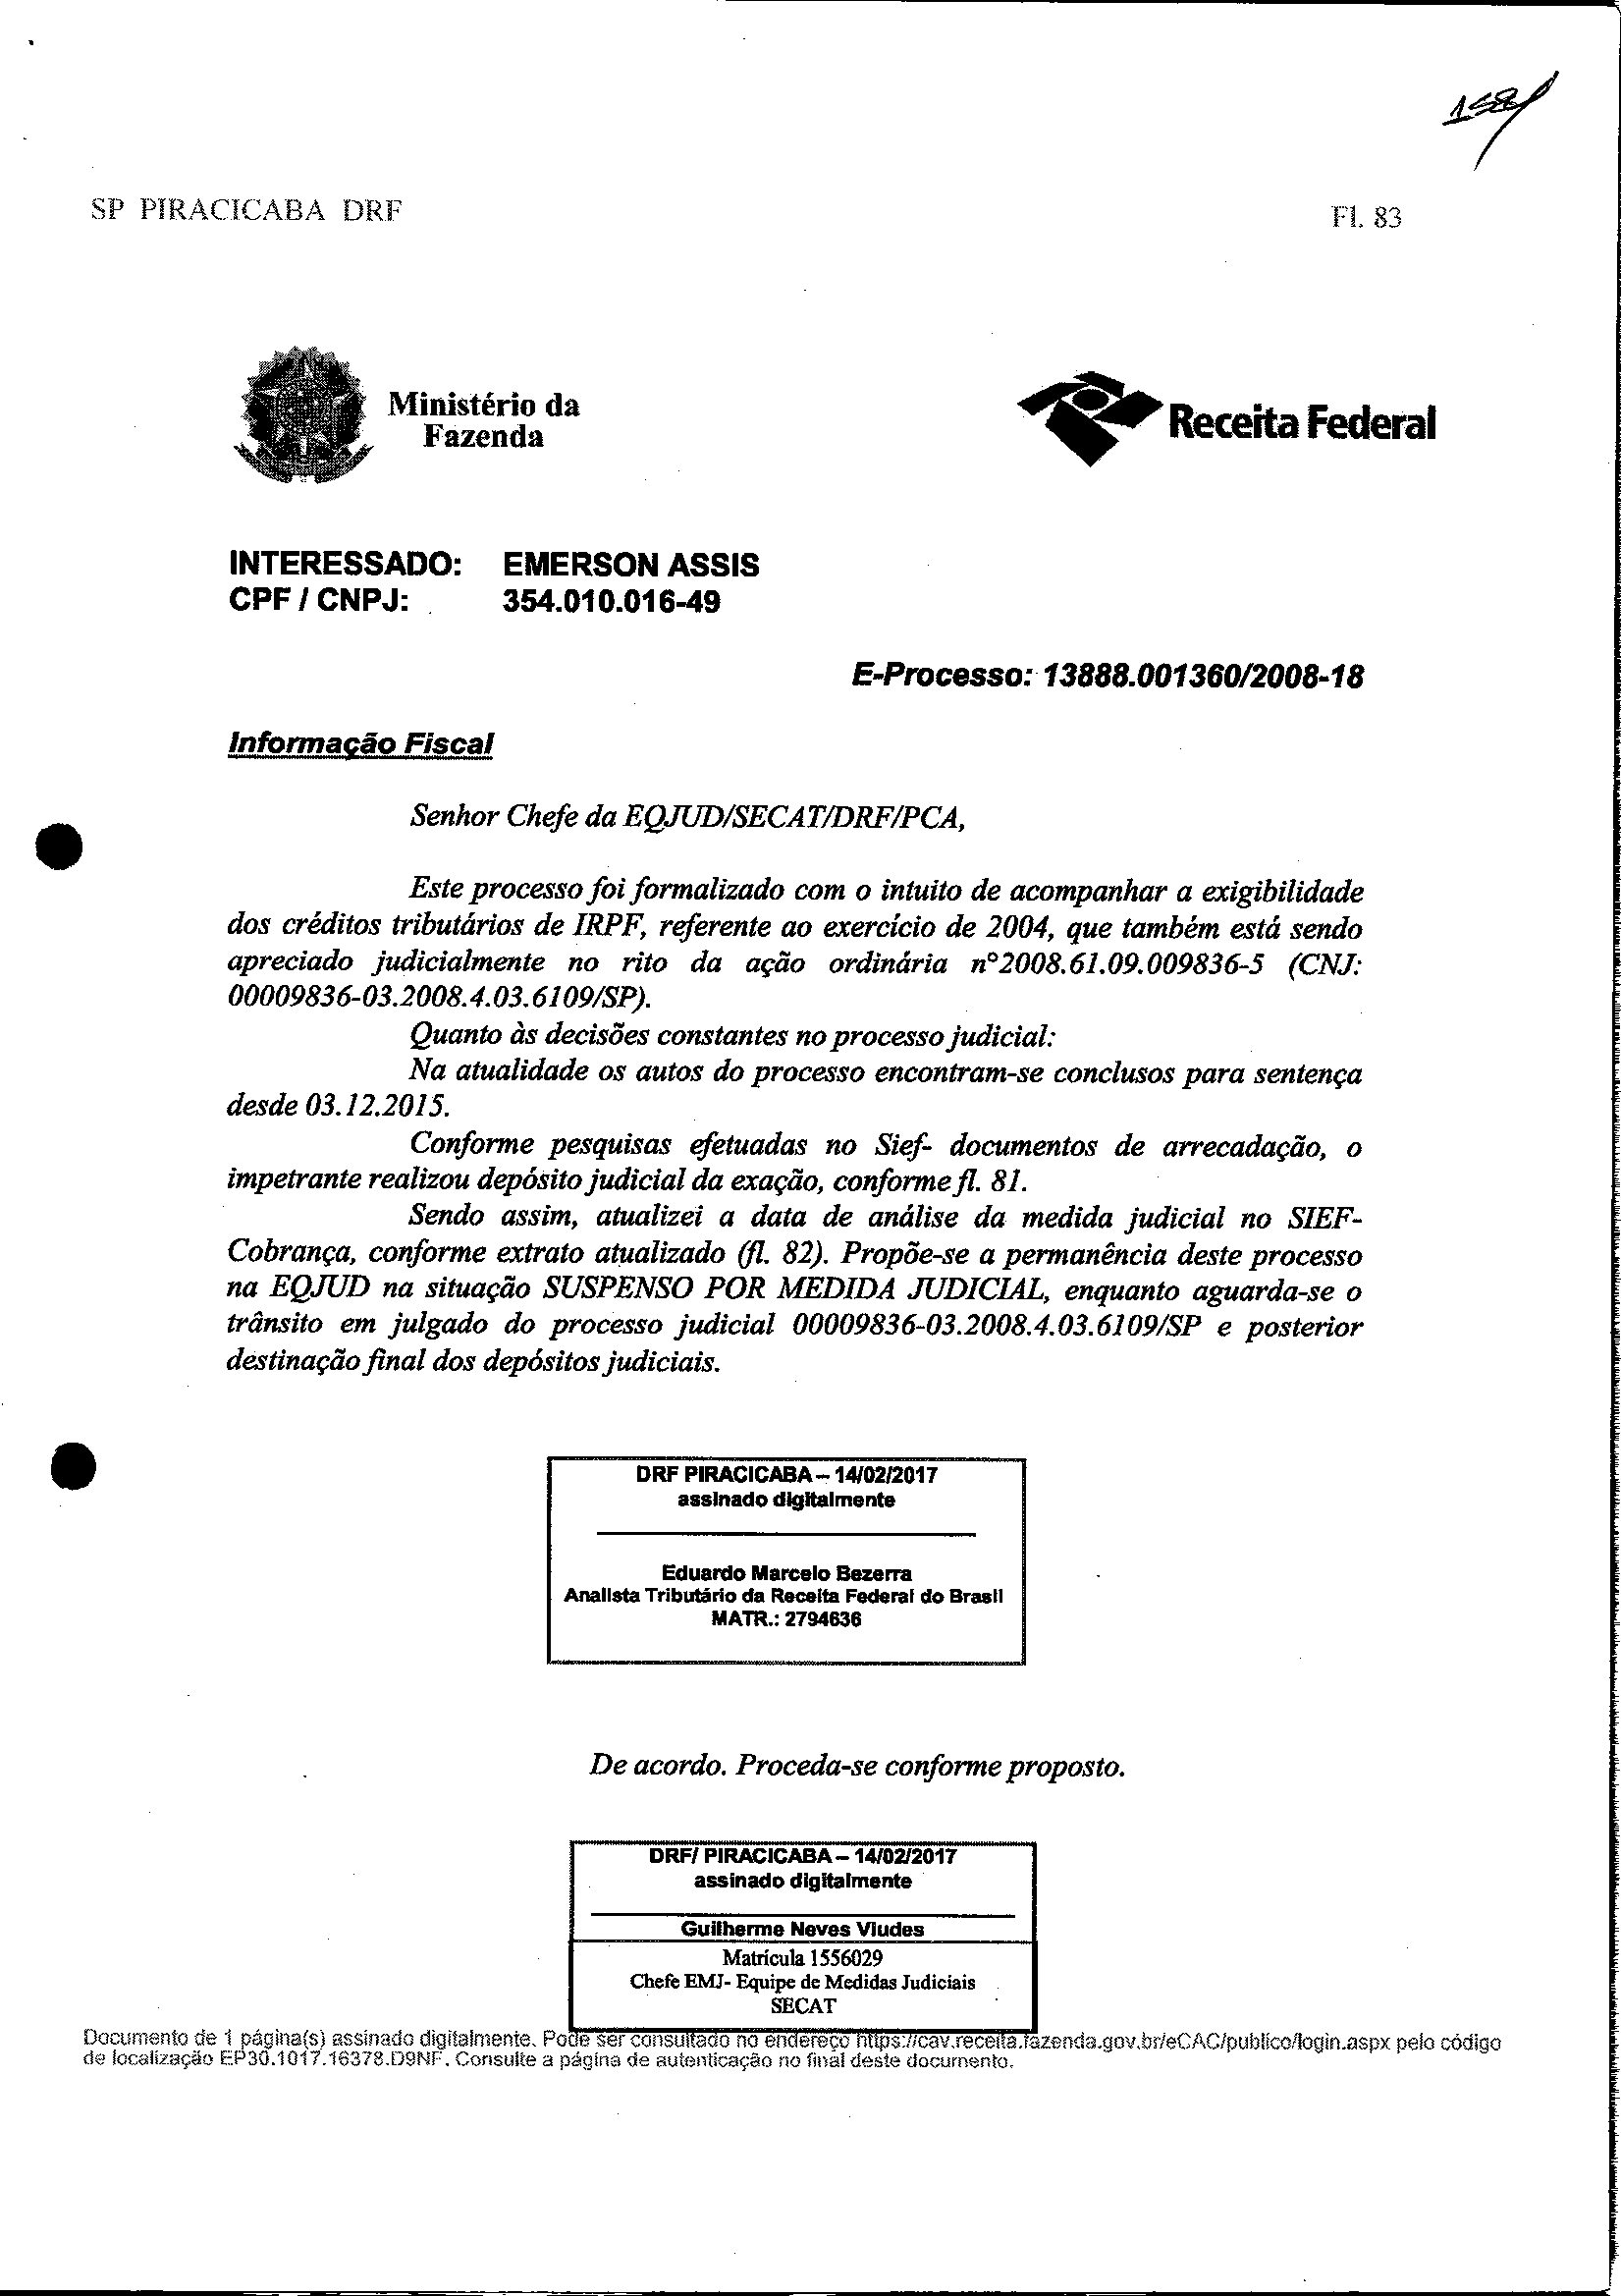 158
SP PIRACICABA DRF
Fl. 83
Ministério da
Fazenda
Receita Federal
INTERESSADO: EMERSON ASSIS
CPF / CNPJ: 354.010.016-49
E-Processo: 13888.001360/2008-18
Informação Fiscal
Senhor Chefe da EQJUD/SECAT/DRF/PCA,
Este processo foi formalizado com o intuito de acompanhar a exigibilidade
dos créditos tributários de IRPF, referente ao exercício de 2004, que também está sendo
apreciado judicialmente no rito da ação ordinária nº2008.61.09.009836-5 (CNJ:
00009836-03.2008.4.03.6109/SP).
Quanto às decisões constantes no processo judicial:
Na atualidade os autos do processo encontram-se conclusos para sentença
desde 03.12.2015.
Conforme pesquisas efetuadas no Sief- documentos de arrecadação, o
impetrante realizou depósito judicial da exação, conforme fl. 81.
Sendo assim, atualizei a data de análise da medida judicial no SIEF-
Cobrança, conforme extrato atualizado (fl. 82). Propõe-se a permanência deste processo
na EQJUD na situação SUSPENSO POR MEDIDA JUDICIAL, enquanto aguarda-se o
trânsito em julgado do processo judicial 00009836-03.2008.4.03.6109/SP e posterior
destinação final dos depósitos judiciais.
DRF PIRACICABA – 14/02/2017
assinado digitalmente
Eduardo Marcelo Bezerra
Analista Tributário da Receita Federal do Brasil
MATR.: 2794636
De acordo. Proceda-se conforme proposto.
DRF/ PIRACICABA – 14/02/2017
assinado digitalmente
Guilherme Neves Viudes
Matrícula 1556029
Chefe EMJ- Equipe de Medidas Judiciais
SECAT
Documento de 1 página(s) assinado digitalmente. Pode ser consultado no endereço https://cav.receita.fazenda.gov.br/eCAC/publico/login.aspx pelo código
de localização EP30.1017.16378.D9NF. Consulte a página de autenticação no final deste documento.